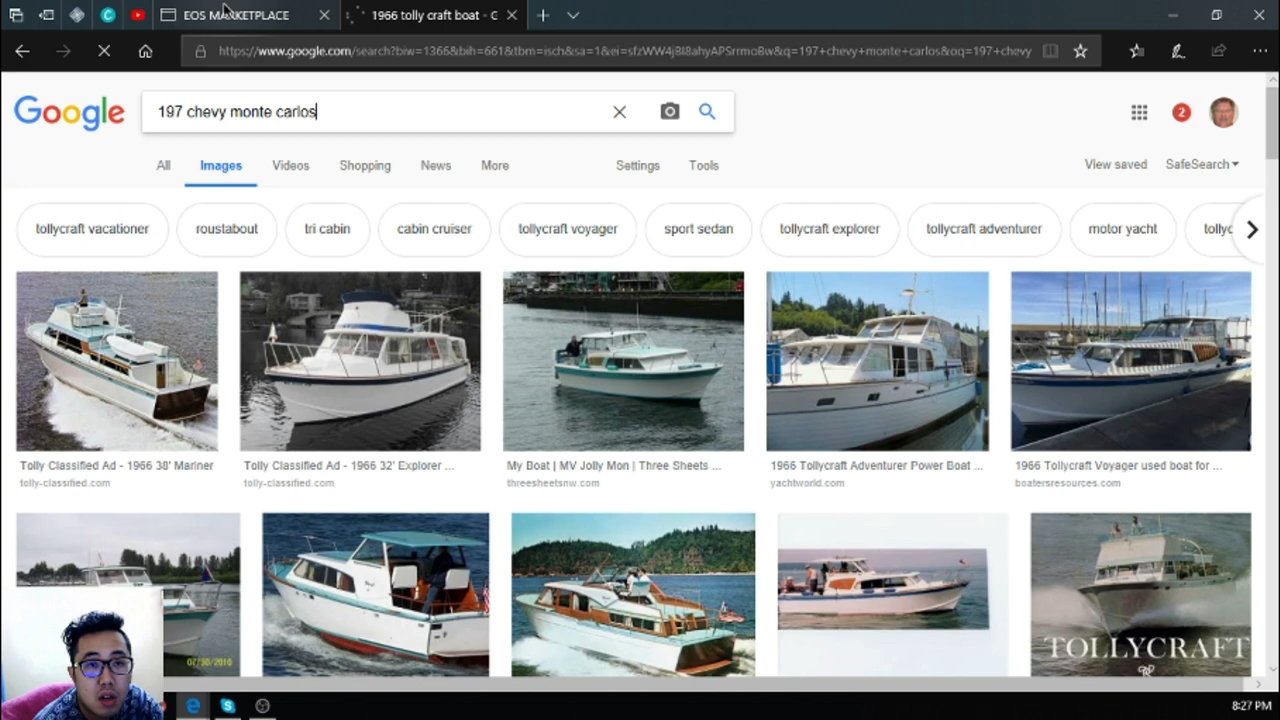 EOS MARKETPLACE
1966 tolly craft boat - G
https://www.google.com/search?biw=1366&bih=661&tbm=isch&sa=1&ei=sfzWW4jBI8ahyAPSrrmoBw&q=197+chevy+monte+carlos&oq=197+chevy
Google
197 chevy monte carlos
2
All Images Videos Shopping News More Settings Tools View saved SafeSearch
tollycraft vacationer roustabout tri cabin cabin cruiser tollycraft voyager sport sedan tollycraft explorer tollycraft adventurer motor yacht tollyc
Tolly Classified Ad - 1966 38' Mariner
tolly-classified.com
Tolly Classified Ad - 1966 32' Explorer ...
tolly-classified.com
My Boat | MV Jolly Mon | Three Sheets ...
threesheetsnw.com
1966 Tollycraft Adventurer Power Boat ...
yachtworld.com
1966 Tollycraft Voyager used boat for ...
boatersresources.com
07/30/2010
TOLLYCRAFT
8:27 PM